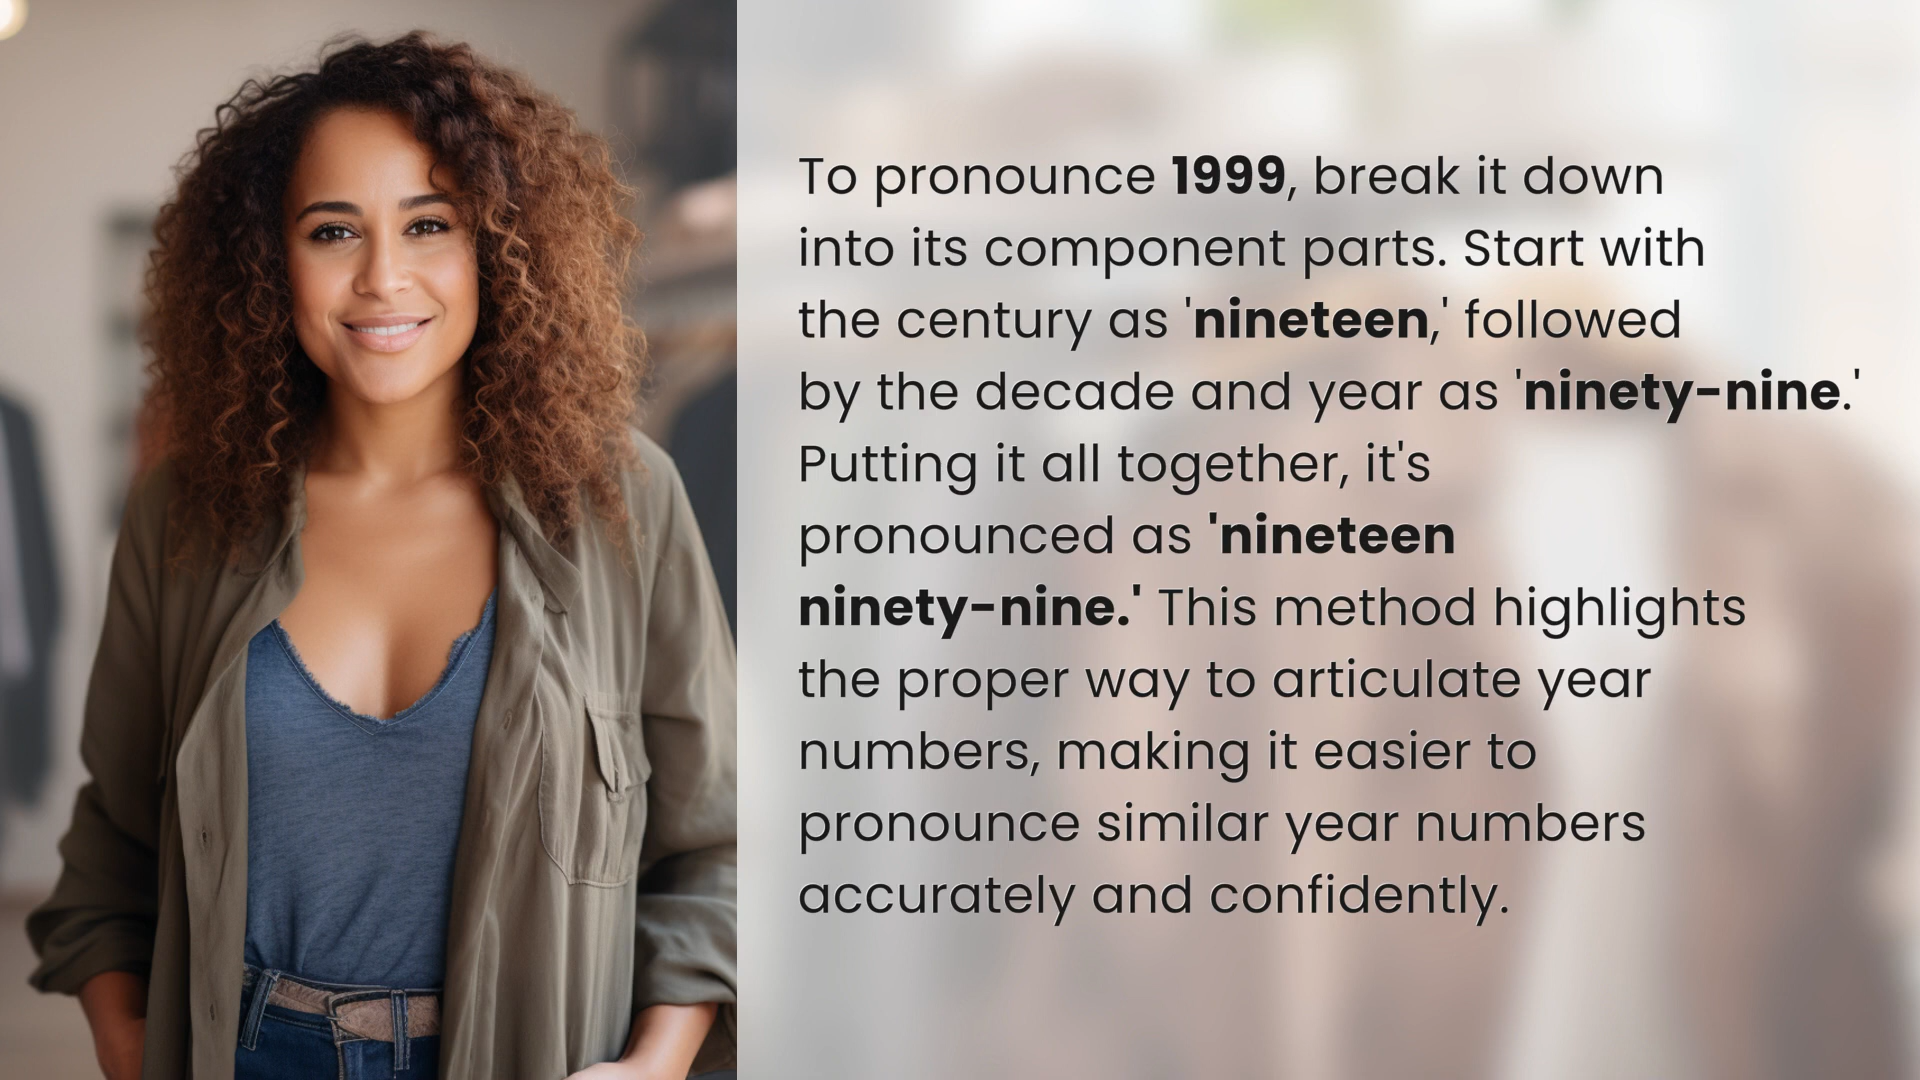 To pronounce 1999, break it down
into its component parts. Start with
the century as 'nineteen,' followed
by the decade and year as 'ninety-nine.'
Putting it all together, it's
pronounced as 'nineteen
ninety-nine.' This method highlights
the proper way to articulate year
numbers, making it easier to
pronounce similar year numbers
accurately and confidently.